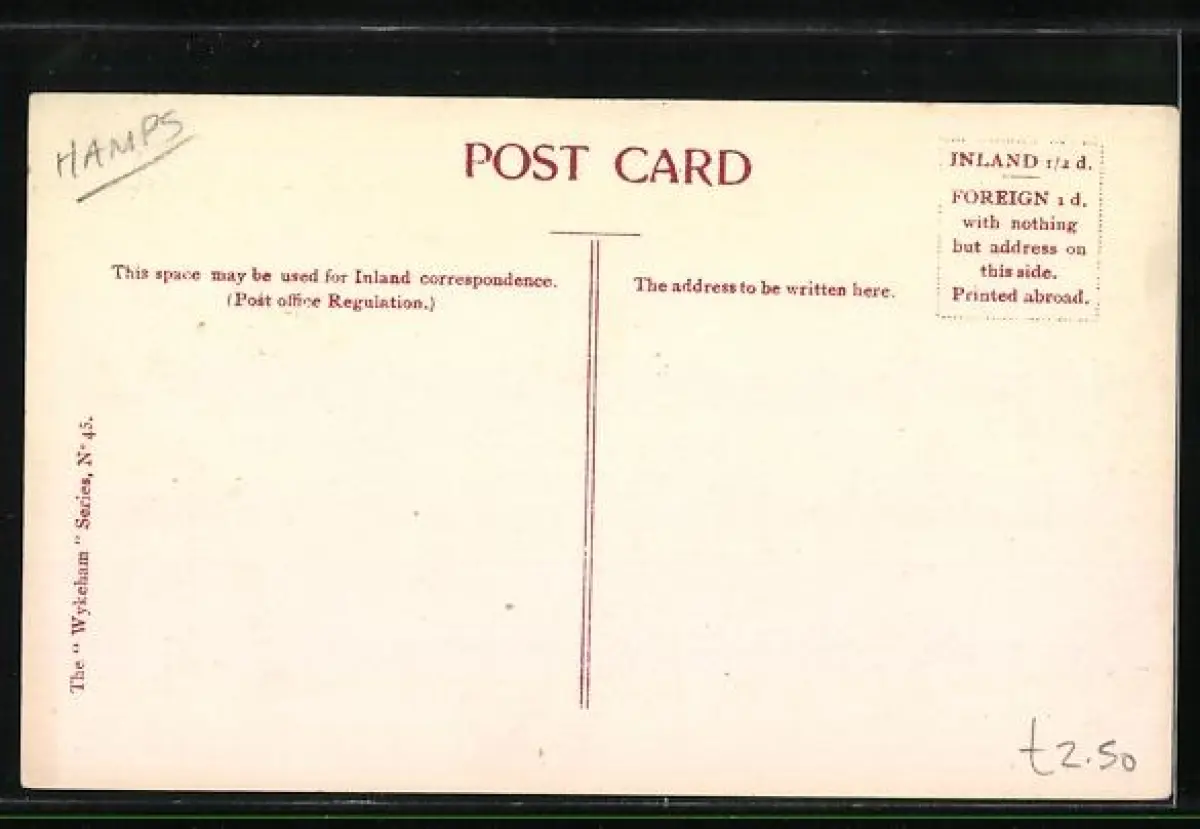 HAMPS
POST CARD
INLAND 1/2 d.
FOREIGN 1 d.
with nothing
but address on
this side.
Printed abroad.
This space may be used for Inland correspondence.
(Post office Regulation.)
The address to be written here.
The “ Wykeham ” Series, N° 45.
£2.50